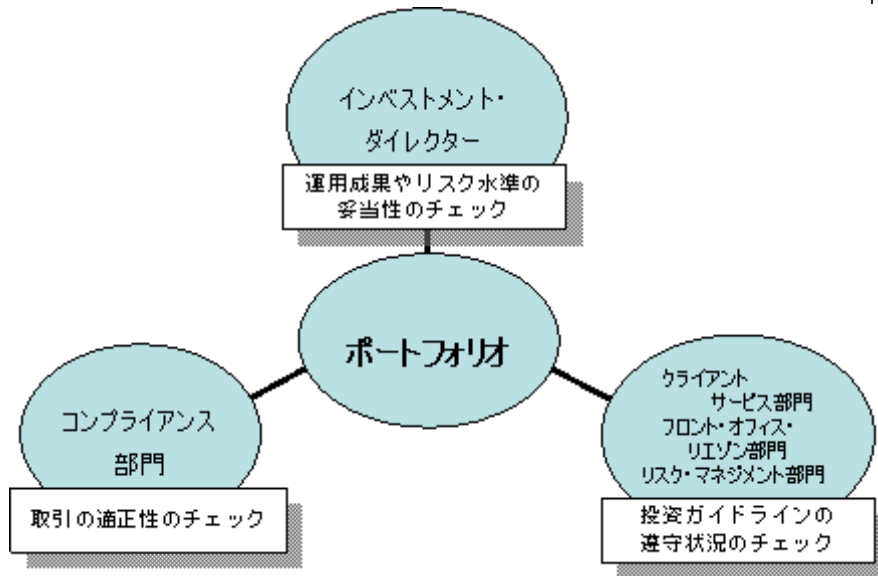 インベストメント・
ダイレクター
運用成果やリスク水準の
妥当性のチェック
ポートフォリオ
コンプライアンス
部門
取引の適正性のチェック
クライアント
サービス部門
フロント・オフィス・
リエゾン部門
リスク・マネジメント部門
投資ガイドラインの
遵守状況のチェック